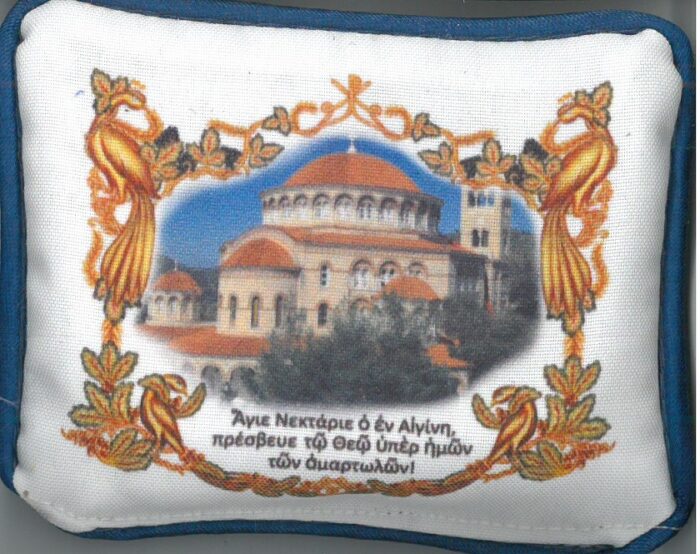 Ἅγιε Νεκτάριε ὁ ἐν Αἰγίνῃ,
πρέσβευε τῷ Θεῷ ὑπὲρ ἡμῶν
τῶν ἁμαρτωλῶν!